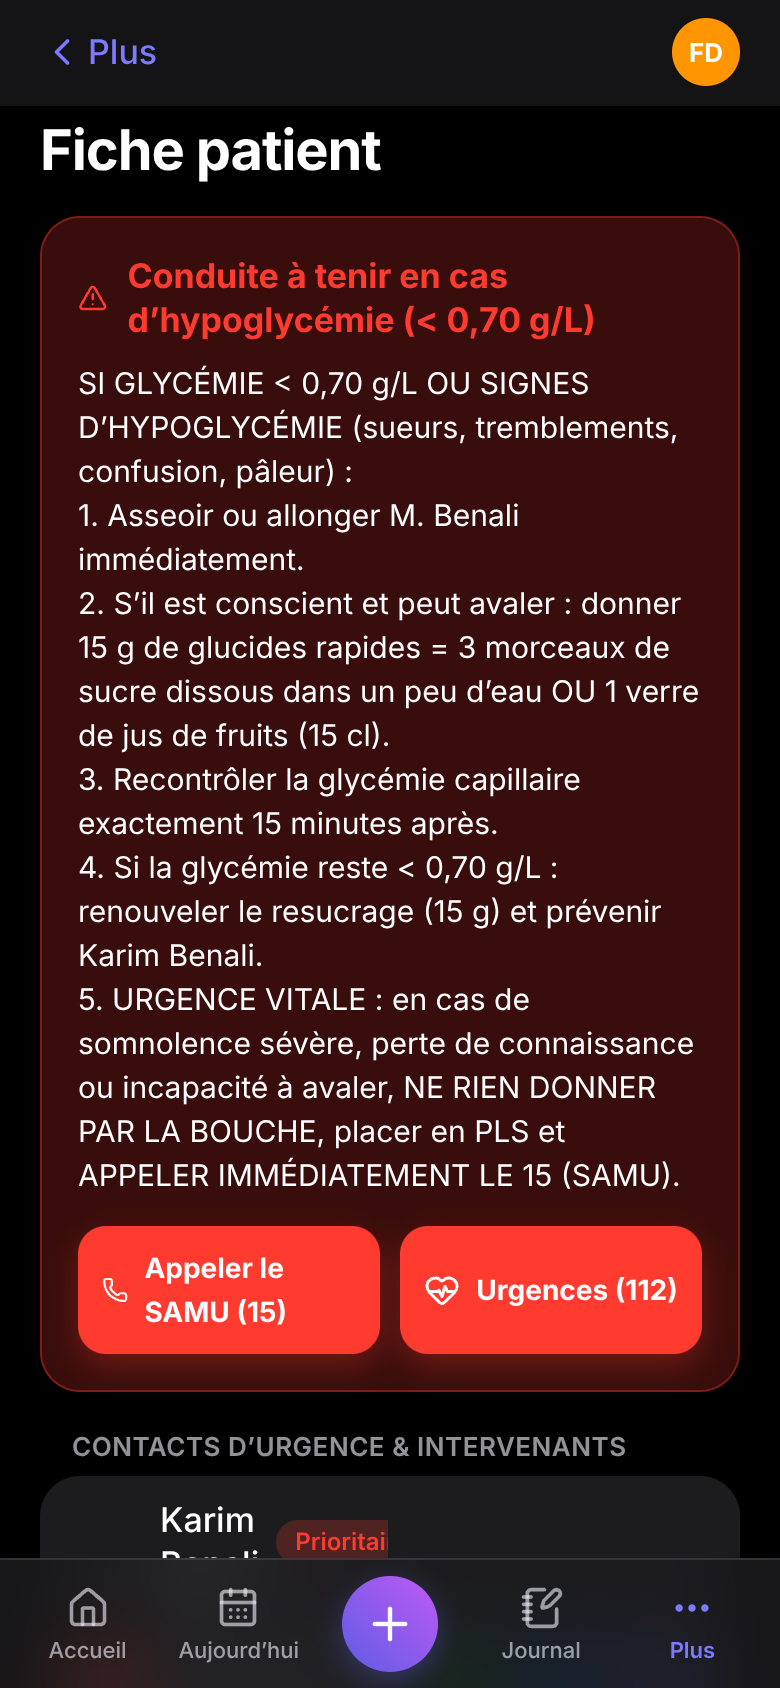 Plus
FD
Fiche patient
Conduite à tenir en cas
d’hypoglycémie (< 0,70 g/L)
SI GLYCÉMIE < 0,70 g/L OU SIGNES
D’HYPOGLYCÉMIE (sueurs, tremblements,
confusion, pâleur) :
1. Asseoir ou allonger M. Benali
immédiatement.
2. S’il est conscient et peut avaler : donner
15 g de glucides rapides = 3 morceaux de
sucre dissous dans un peu d’eau OU 1 verre
de jus de fruits (15 cl).
3. Recontrôler la glycémie capillaire
exactement 15 minutes après.
4. Si la glycémie reste < 0,70 g/L :
renouveler le resucrage (15 g) et prévenir
Karim Benali.
5. URGENCE VITALE : en cas de
somnolence sévère, perte de connaissance
ou incapacité à avaler, NE RIEN DONNER
PAR LA BOUCHE, placer en PLS et
APPELER IMMÉDIATEMENT LE 15 (SAMU).
Appeler le
SAMU (15)
Urgences (112)
CONTACTS D’URGENCE & INTERVENANTS
Karim
Benali
Prioritai
Accueil
Aujourd’hui
Journal
Plus